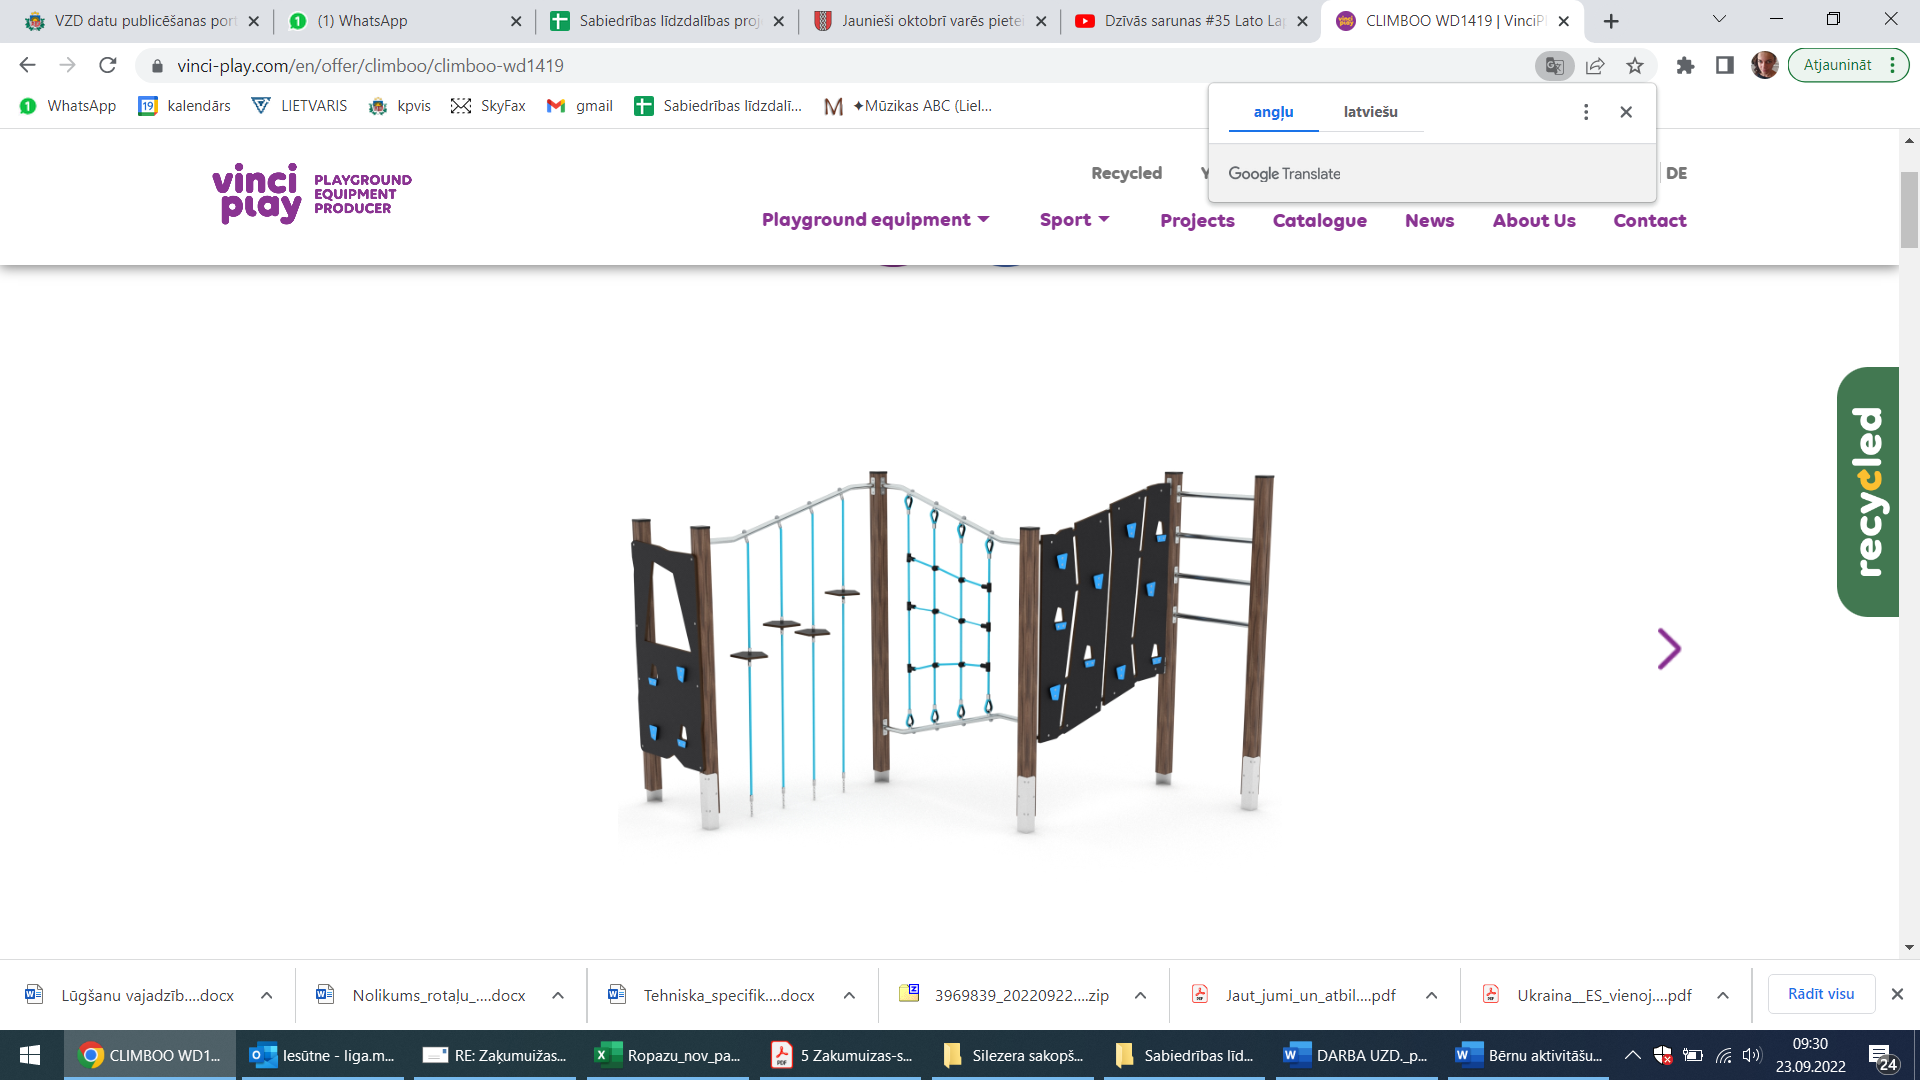 VZD datu publicēšanas port
(1) WhatsApp
Sabiedrības līdzdalības proj
Jaunieši oktobrī varēs pietei
Dzīvās sarunas #35 Lato Lap
CLIMBOO WD1419 | VinciPl
vinci-play.com/en/offer/climboo/climboo-wd1419
Atjaunināt
WhatsApp
19 kalendārs
LIETVARIS
kpvis
SkyFax
gmail
Sabiedrības līdzdalī...
✦Mūzikas ABC (Liel...
angļu
latviešu
Google Translate
vinci play
PLAYGROUND
EQUIPMENT
PRODUCER
Recycled
DE
Playground equipment
Sport
Projects
Catalogue
News
About Us
Contact
recycled
Lūgšanu vajadzīb....docx
Nolikums_rotaļu_....docx
Tehniska_specifik....docx
3969839_20220922....zip
Jaut_jumi_un_atbil....pdf
Ukraina__ES_vienoj....pdf
Rādīt visu
CLIMBOO WD1...
Iesūtne - liga.m...
RE: Zaķumuižas...
Ropazu_nov_pa...
5 Zakumuizas-s...
Silezera sakopš...
Sabiedrības līd...
DARBA UZD._p...
Bērnu aktivitāšu...
09:30
23.09.2022
24